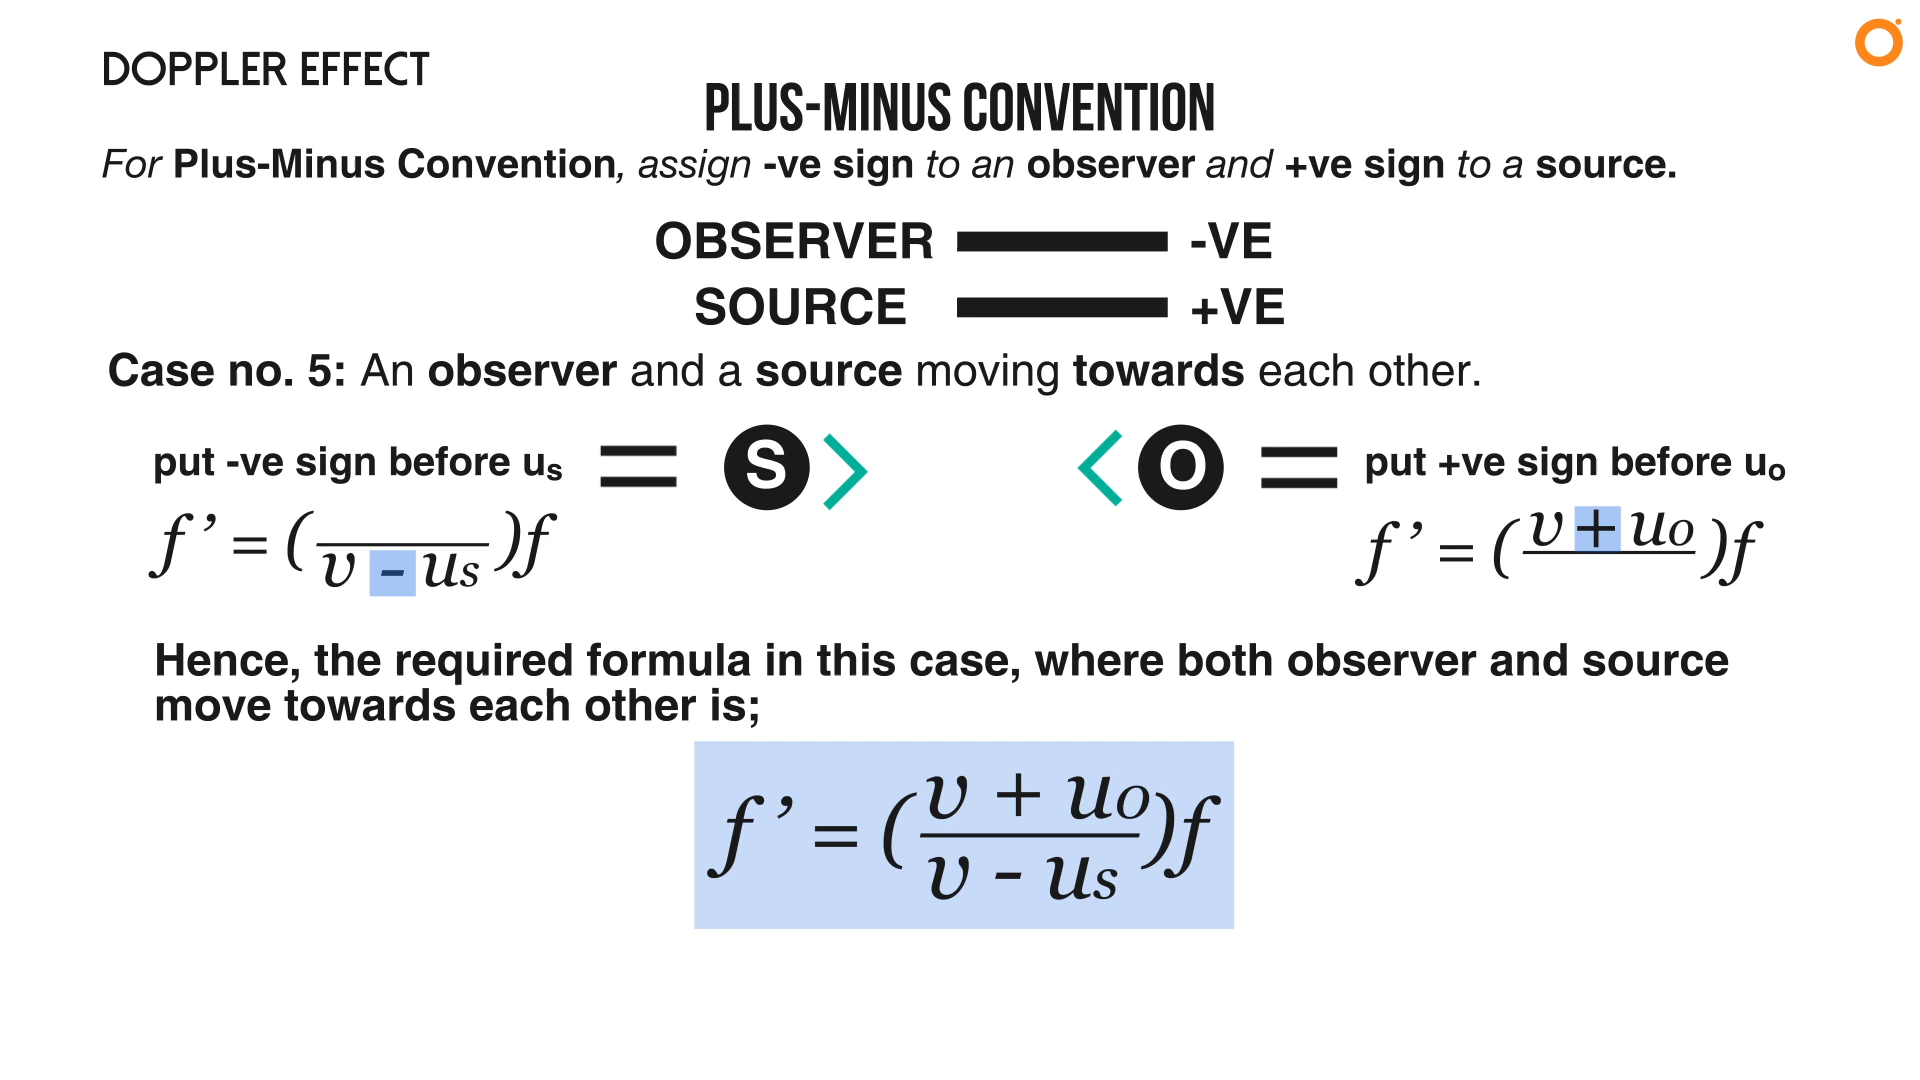 DOPPLER EFFECT
PLUS-MINUS CONVENTION
For Plus-Minus Convention, assign -ve sign to an observer and +ve sign to a source.
OBSERVER -VE
SOURCE +VE
Case no. 5: An observer and a source moving towards each other.
put -ve sign before us = S > < O = put +ve sign before uo
f ' = ( / v - us ) f
f ' = ( v + uo / ) f
Hence, the required formula in this case, where both observer and source
move towards each other is;
f ' = ( v + uo / v - us ) f